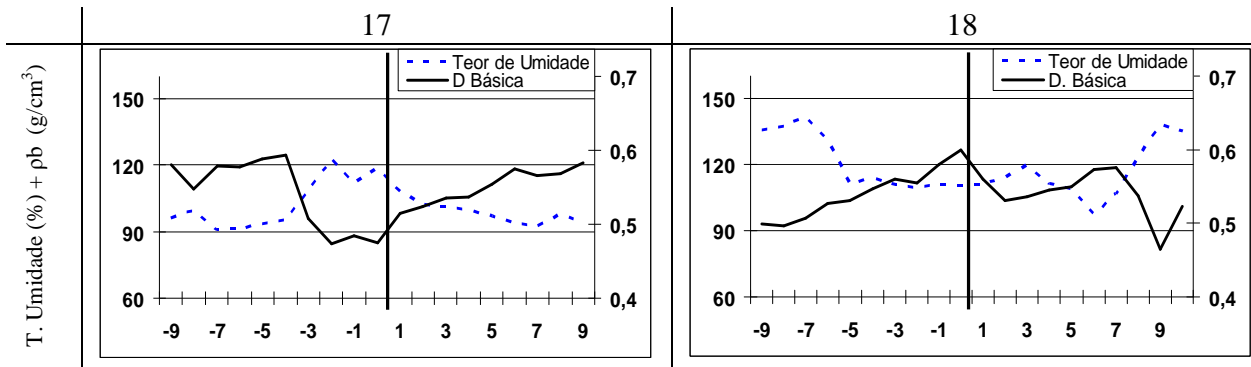 17 18
T. Umidade (%) + ρb (g/cm³)
Teor de Umidade
D Básica
150
120
90
60
0,7
0,6
0,5
0,4
-9 -7 -5 -3 -1 1 3 5 7 9
Teor de Umidade
D. Básica
150
120
90
60
0,7
0,6
0,5
0,4
-9 -7 -5 -3 -1 1 3 5 7 9